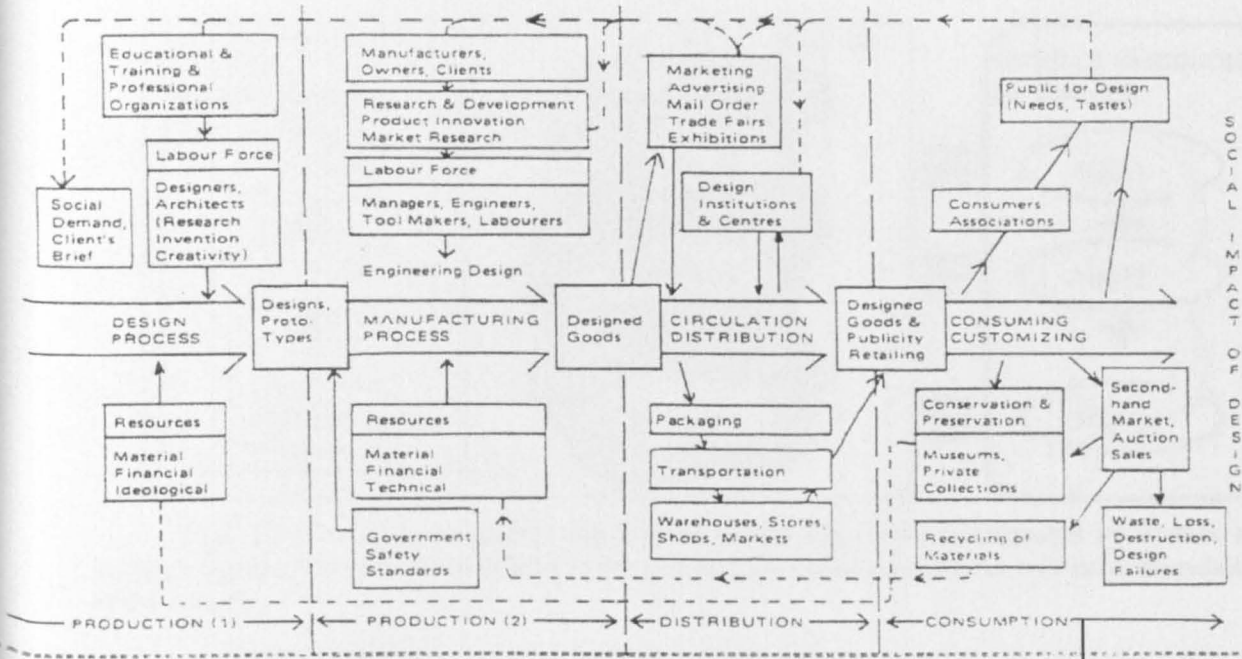 Educational &
Training &
Professional
Organizations
Labour Force
Designers,
Architects
(Research
Invention
Creativity)
Social
Demand,
Client's
Brief
DESIGN
PROCESS
Resources
Material
Financial
Ideological
Designs,
Proto-
Types
Manufacturers,
Owners, Clients
Research & Development
Product Innovation
Market Research
Labour Force
Managers, Engineers,
Tool Makers, Labourers
Engineering Design
MANUFACTURING
PROCESS
Resources
Material
Financial
Technical
Government
Safety
Standards
Designed
Goods
Marketing
Advertising
Mail Order
Trade Fairs
Exhibitions
Design
Institutions
& Centres
CIRCULATION
DISTRIBUTION
Packaging
Transportation
Warehouses, Stores,
Shops, Markets
Designed
Goods &
Publicity
Retailing
Public for Design
(Needs, Tastes)
Consumers
Associations
CONSUMING
CUSTOMIZING
Conservation &
Preservation
Museums,
Private
Collections
Second-
hand
Market,
Auction
Sales
Recycling of
Materials
Waste, Loss,
Destruction,
Design
Failures
SOCIAL IMPACT OF DESIGN
PRODUCTION (1)
PRODUCTION (2)
DISTRIBUTION
CONSUMPTION